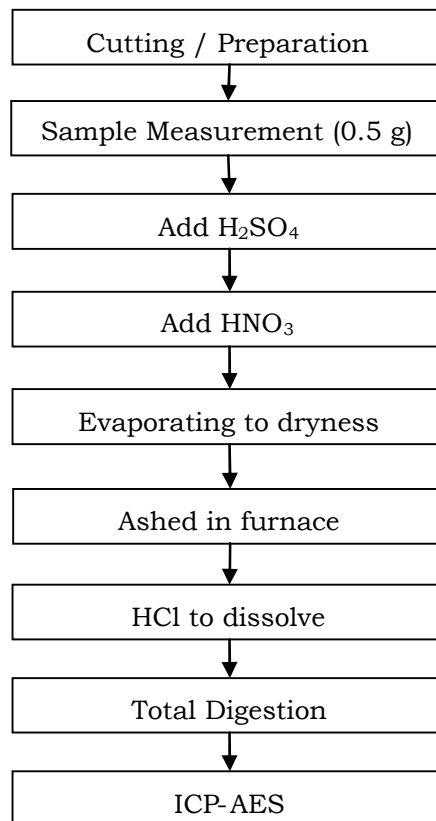 Cutting / Preparation
Sample Measurement (0.5 g)
Add H₂SO₄
Add HNO₃
Evaporating to dryness
Ashed in furnace
HCl to dissolve
Total Digestion
ICP-AES